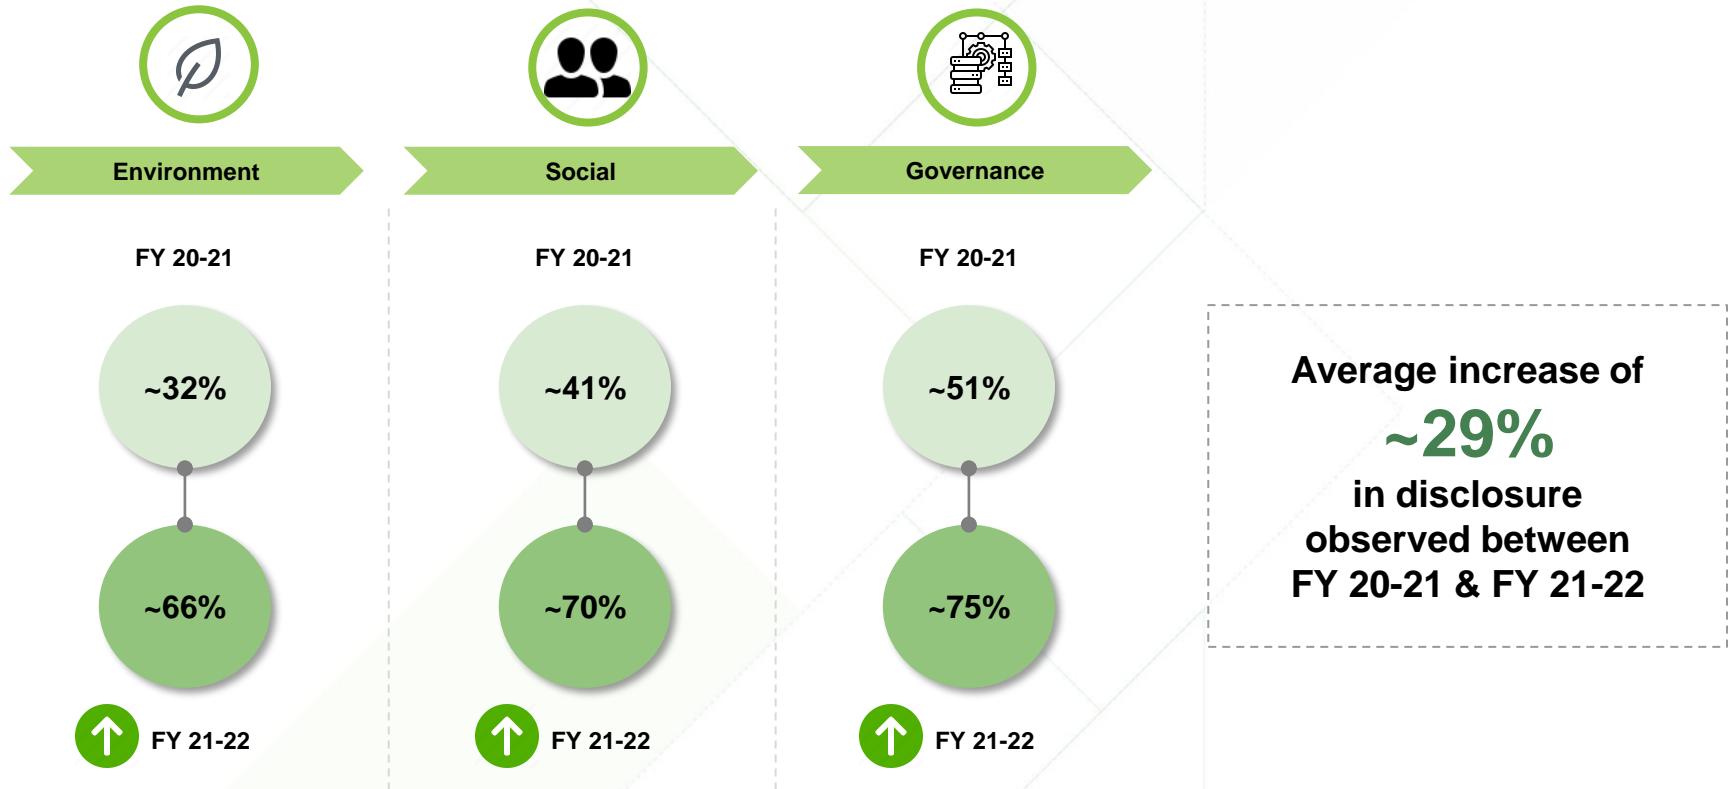 Environment
Social
Governance
FY 20-21
FY 20-21
FY 20-21
~32%
~41%
~51%
~66%
~70%
~75%
FY 21-22
FY 21-22
FY 21-22
Average increase of
~29%
in disclosure
observed between
FY 20-21 & FY 21-22